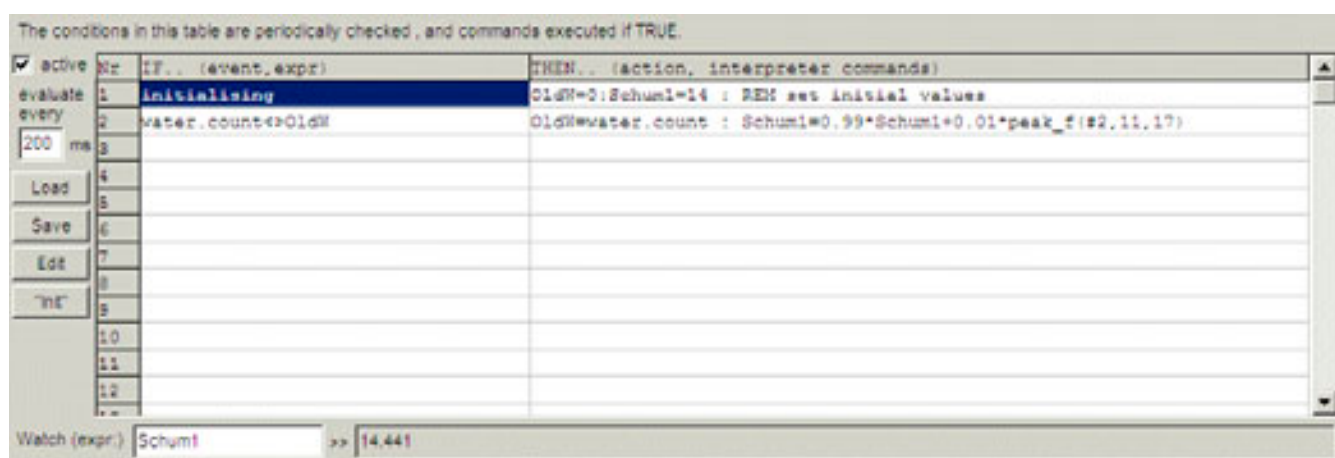 The conditions in this table are periodically checked , and commands executed if TRUE.
active
evaluate every
200 ms
Load
Save
Edit
"Init"
Nr IF.. (event,expr) THEN.. (action, interpreter commands)
1 initialising OldW=0:Schum1=14 : REM set initial values
2 water.count<>OldW OldW=water.count : Schum1=0.99*Schum1+0.01*peak_f(#2,11,17)
3
4
5
6
7
8
9
10
11
12
Watch (expr:) Schum1 >> 14,441